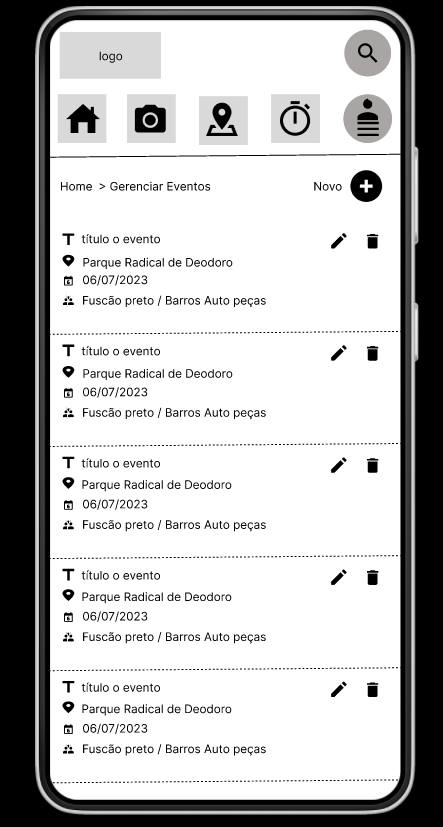 logo
Home > Gerenciar Eventos
Novo
título o evento
Parque Radical de Deodoro
06/07/2023
Fuscão preto / Barros Auto peças
título o evento
Parque Radical de Deodoro
06/07/2023
Fuscão preto / Barros Auto peças
título o evento
Parque Radical de Deodoro
06/07/2023
Fuscão preto / Barros Auto peças
título o evento
Parque Radical de Deodoro
06/07/2023
Fuscão preto / Barros Auto peças
título o evento
Parque Radical de Deodoro
06/07/2023
Fuscão preto / Barros Auto peças